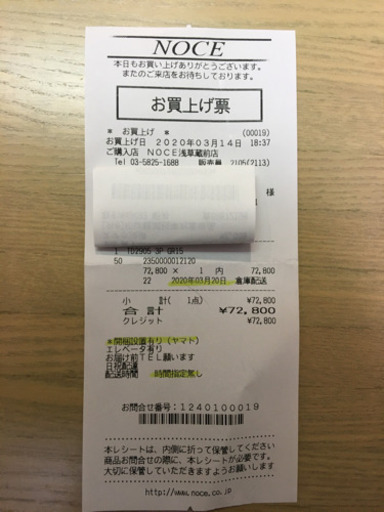 NOCE
本日もお買い上げありがとうございます。
またのご来店をお待ちしております。
お買上げ票
* お買上げ * (00019)
お買上げ日 2020年03月14日 18:37
ご購入店 NOCE浅草蔵前店
Tel 03-5825-1688 販売員 2105(2113)
様
1 TD2905 3P GR15
50 2350000012120
72,800 × 1 内 72,800
22 2020年03月20日 倉庫配送
小 計( 1点) ¥72,800
合計 ¥72,800
クレジット ¥72,800
*開梱設置有り(ヤマト)
エレベータ有り
お届け前TEL願います
日祝配達
配送時間 時間指定無し
お問合せ番号:1240100019
本レシートは、内側に折って保管してください。
商品お問合せの際に、本レシートが必要です。
大切に保管していただきますようお願いします
http://www.noce.co.jp